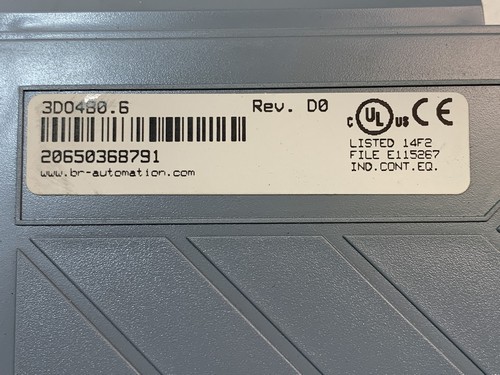 3DO480.6 Rev. D0
20650368791
www.br-automation.com
c UL us CE
LISTED 14F2
FILE E115267
IND.CONT.EQ.